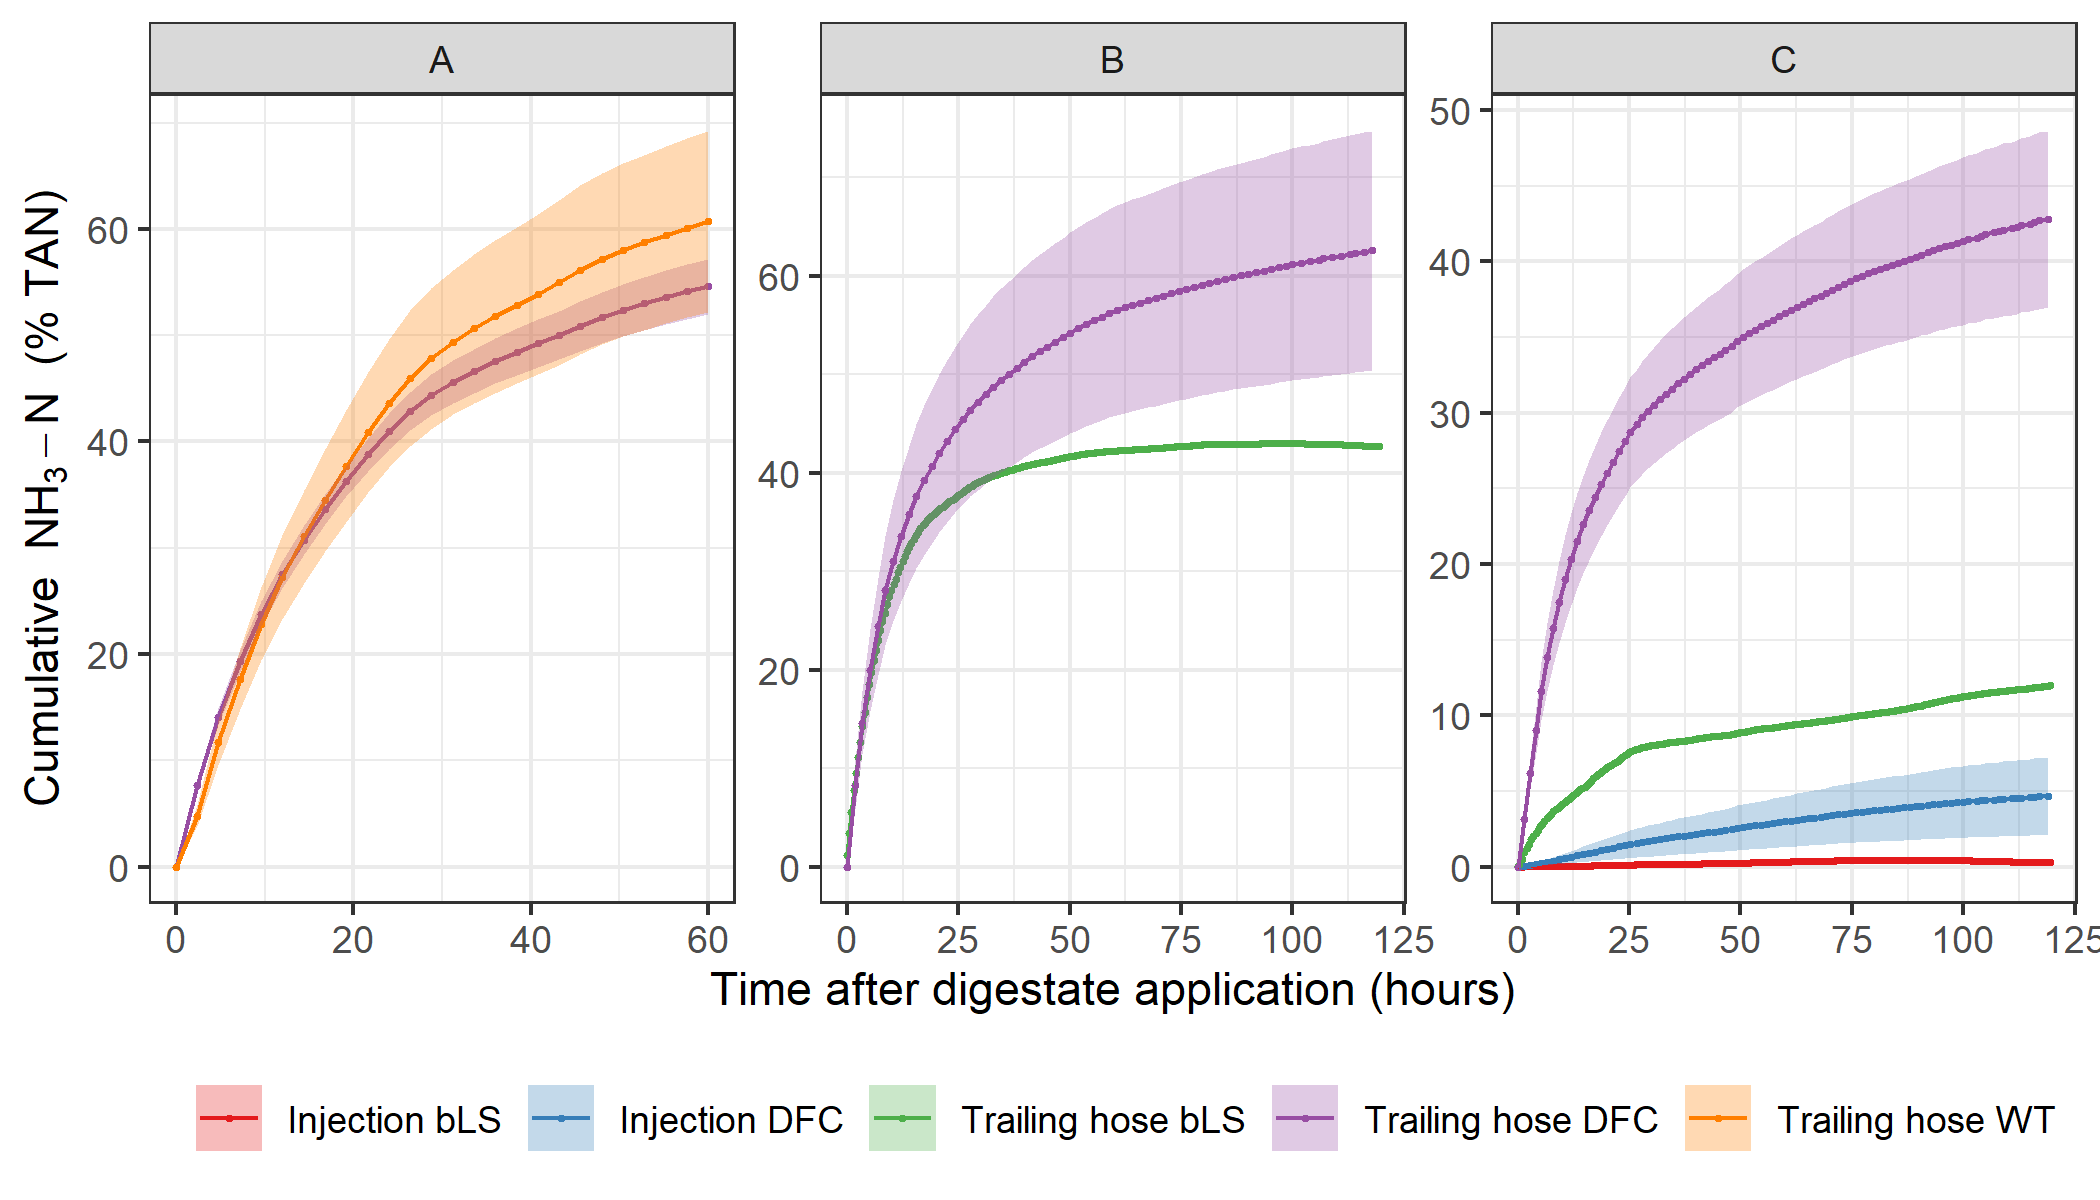 A B C
Cumulative NH₃−N (% TAN)
60
40
20
0
0 20 40 60
60
40
20
0
0 25 50 75 100 125
50
40
30
20
10
0
0 25 50 75 100 125
Time after digestate application (hours)
Injection bLS Injection DFC Trailing hose bLS Trailing hose DFC Trailing hose WT